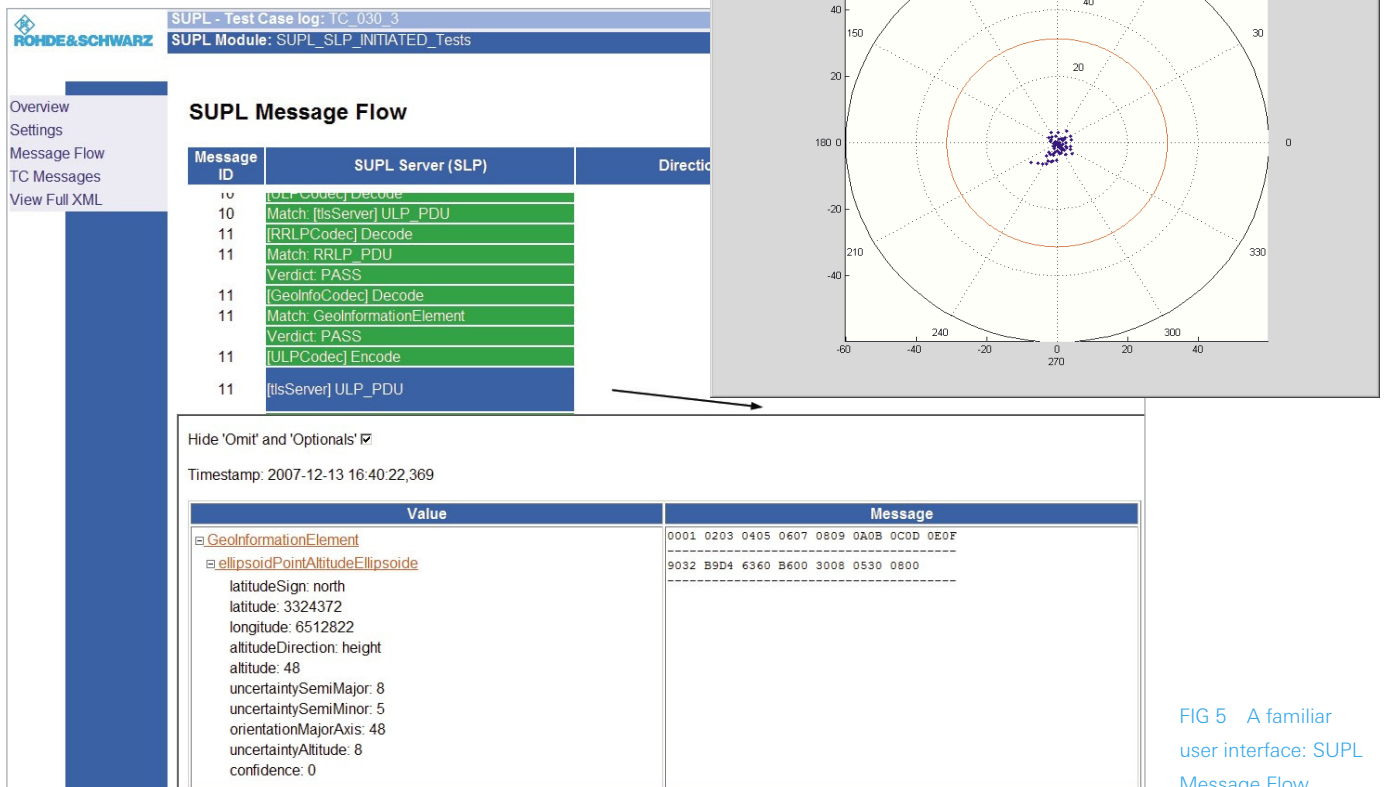 SUPL - Test Case log: TC_030_3
ROHDE&SCHWARZ
SUPL Module: SUPL_SLP_INITIATED_Tests
Overview
Settings
Message Flow
TC Messages
View Full XML
SUPL Message Flow
Message ID SUPL Server (SLP) Directio
10 [ULPCodec] Decode
10 Match: [tlsServer] ULP_PDU
11 [RRLPCodec] Decode
11 Match: RRLP_PDU
Verdict: PASS
11 [GeoInfoCodec] Decode
11 Match: GeoInformationElement
Verdict: PASS
11 [ULPCodec] Encode
11 [tlsServer] ULP_PDU
40
40
150
30
20
20
180 0
0
-20
210
330
-40
240
300
-60 -40 -20 0 20 40
270
Hide 'Omit' and 'Optionals'
Timestamp: 2007-12-13 16:40:22,369
Value Message
GeoInformationElement
ellipsoidPointAltitudeEllipsoide
latitudeSign: north
latitude: 3324372
longitude: 6512822
altitudeDirection: height
altitude: 48
uncertaintySemiMajor: 8
uncertaintySemiMinor: 5
orientationMajorAxis: 48
uncertaintyAltitude: 8
confidence: 0
0001 0203 0405 0607 0809 0A0B 0C0D 0E0F
9032 B9D4 6360 B600 3008 0530 0800
FIG 5 A familiar
user interface: SUPL
Message Flow